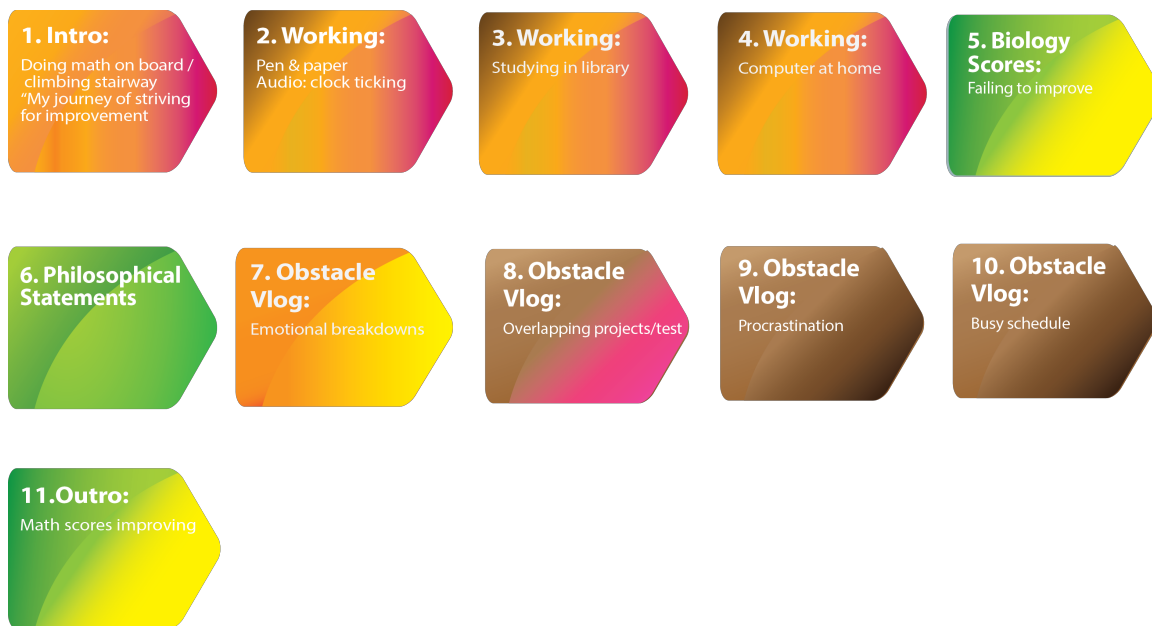 1. Intro:
Doing math on board /
climbing stairway
“My journey of striving
for improvement
2. Working:
Pen & paper
Audio: clock ticking
3. Working:
Studying in library
4. Working:
Computer at home
5. Biology
Scores:
Failing to improve
6. Philosophical
Statements
7. Obstacle
Vlog:
Emotional breakdowns
8. Obstacle
Vlog:
Overlapping projects/test
9. Obstacle
Vlog:
Procrastination
10. Obstacle
Vlog:
Busy schedule
11.Outro:
Math scores improving